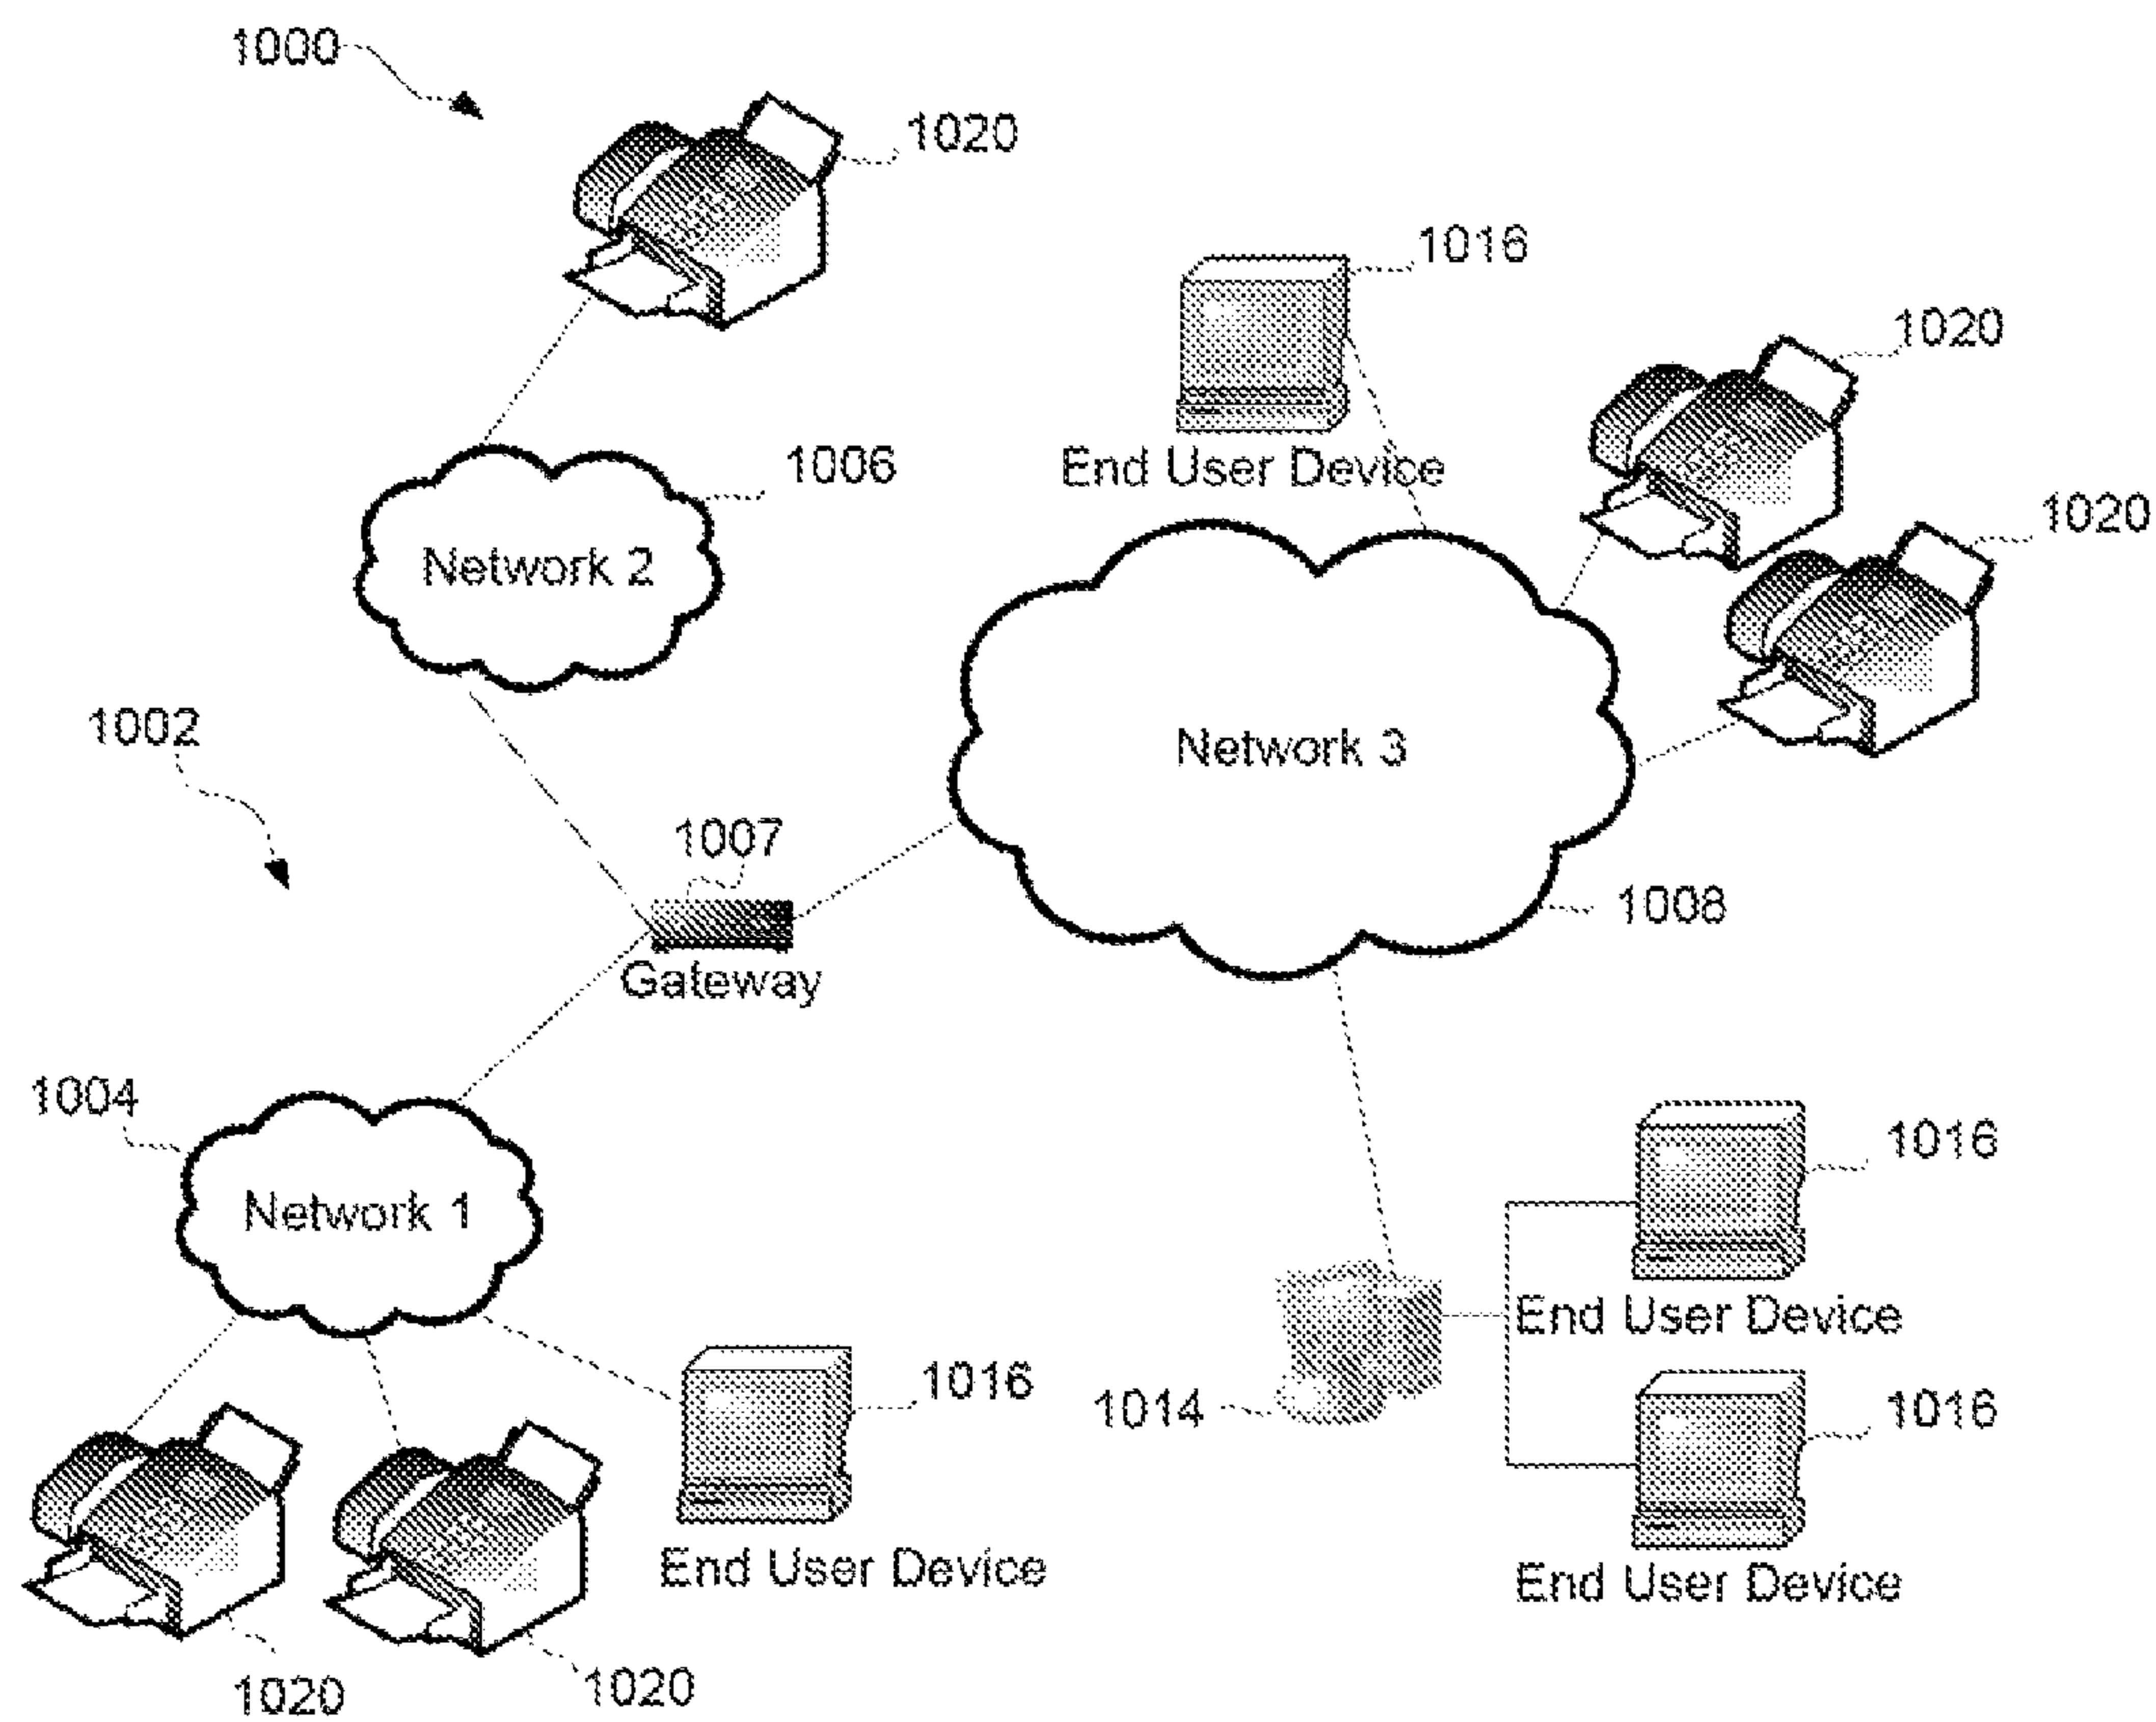 1000
1020
1016
1020
End User Device
1006
1020
Network 2
1002
Network 3
1007
1008
Gateway
1004
1016
Network 1
End User Device
1016
1014
1016
End User Device
End User Device
1020
1020